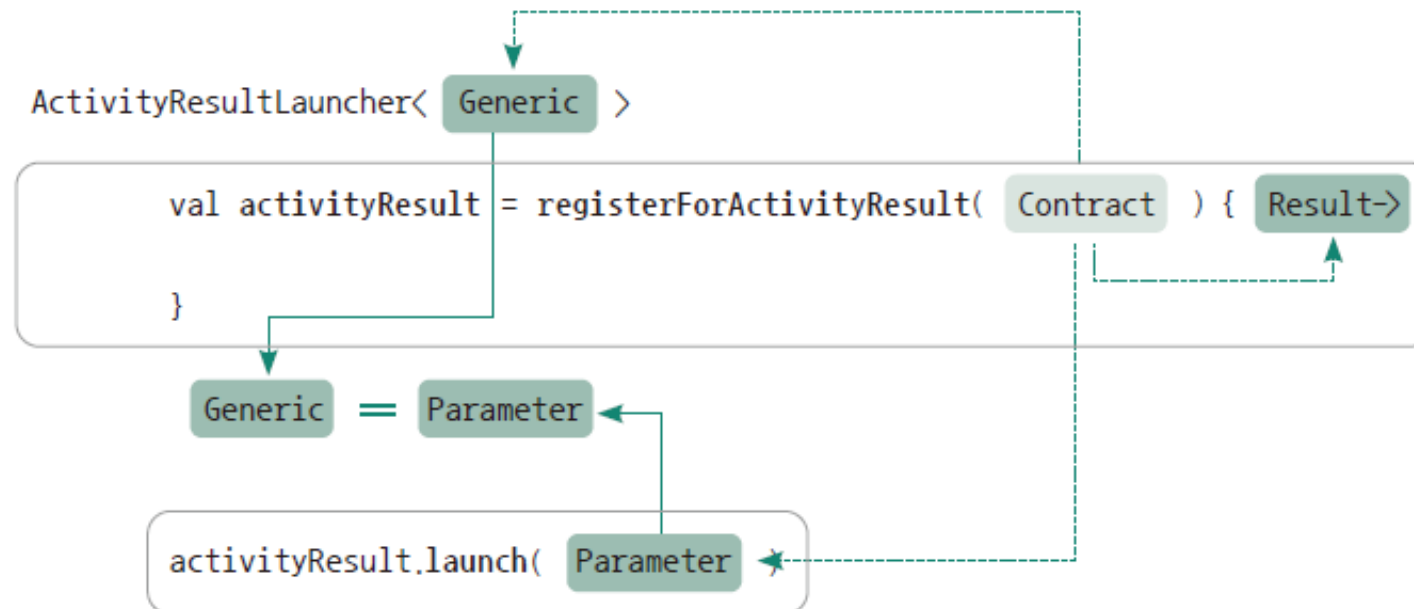 ActivityResultLauncher< Generic >
val activityResult = registerForActivityResult( Contract ) { Result->
}
Generic = Parameter
activityResult.launch( Parameter )